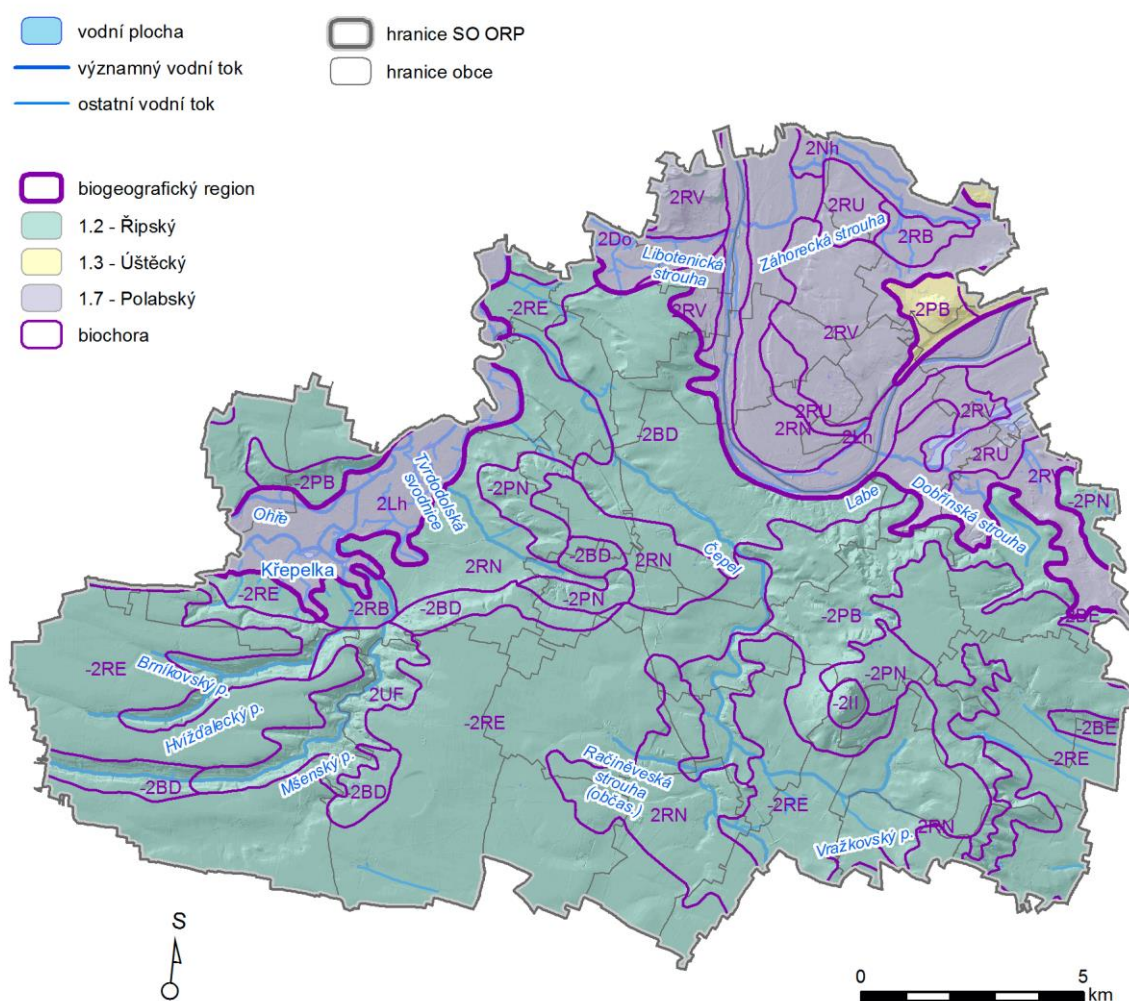 vodní plocha
významný vodní tok
ostatní vodní tok
hranice SO ORP
hranice obce
biogeografický region
1.2 - Řipský
1.3 - Úštěcký
1.7 - Polabský
biochora
2Nh
2RV
2RU
2Do
Libotenická
strouha
Záhorecká strouha
2RB
-2RE
2RV
2RV
-2PB
2RU
2RN
2Lh
2RV
2RU
-2BD
-2PB
2Lh
Ohře
Tvrdodolská
svodnice
-2PN
Labe
Dobřínská strouha
2RV
-2PN
Křepelka
2RN
-2BD
2RN
Čepel
-2RE
-2RB
-2BD
-2PN
-2PB
-2BE
-2RE
Brníkovský p.
2UF
-2PN
-2II
Hvížďalecký p.
-2RE
-2BE
-2RE
-2BD
Mšenský p.
2BD
Račiněveská
strouha
(občas.)
2RN
-2RE
Vražkovský p.
2RN
S
0 5
km